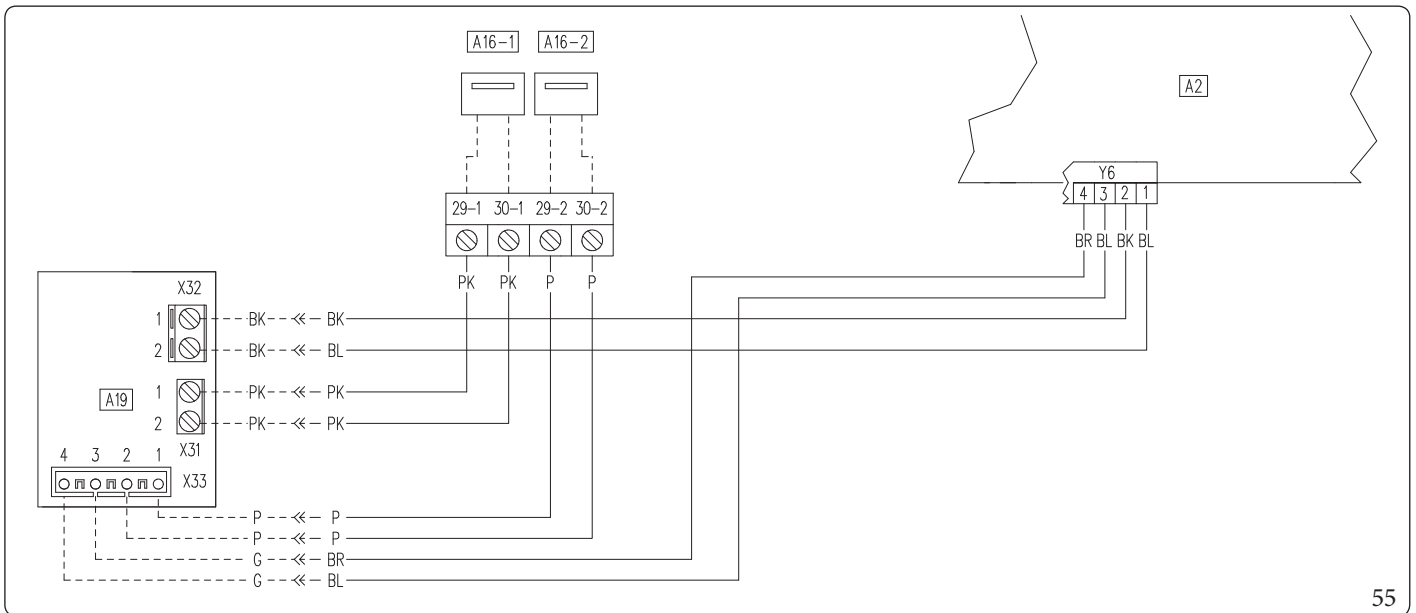 A16-1 A16-2
A2
Y6
4 3 2 1
BR BL BK BL
29-1 30-1 29-2 30-2
PK PK P P
X32
1 BK BK
2 BK BL
A19
1 PK PK
2 PK PK
X31
4 3 2 1
X33
P P
P P
G BR
G BL
55